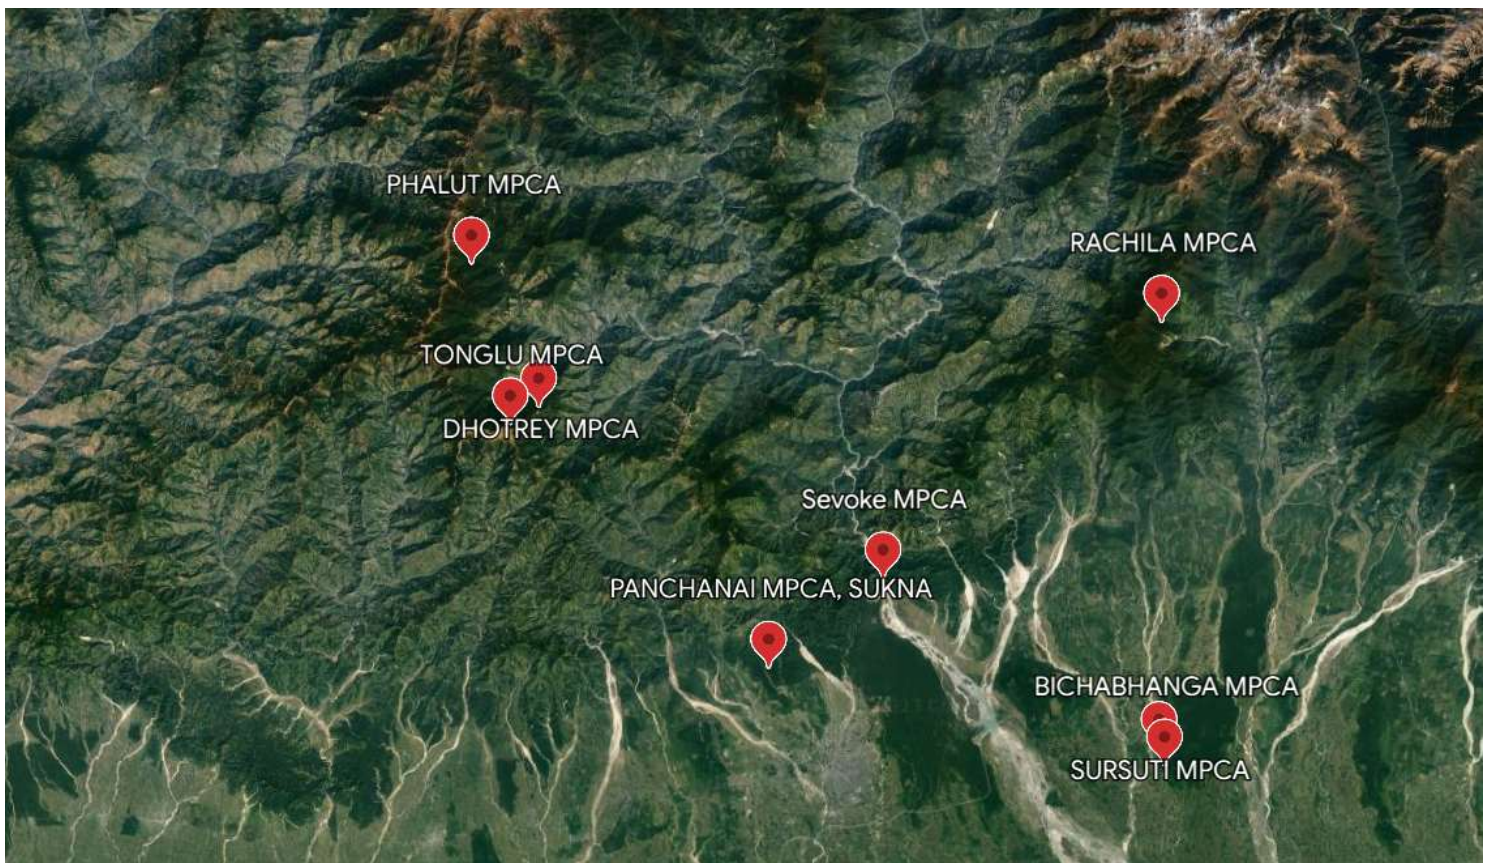 PHALUT MPCA
RACHILA MPCA
TONGLU MPCA
DHOTREY MPCA
Sevoke MPCA
PANCHANAI MPCA, SUKNA
BICHABHANGA MPCA
SURSUTI MPCA